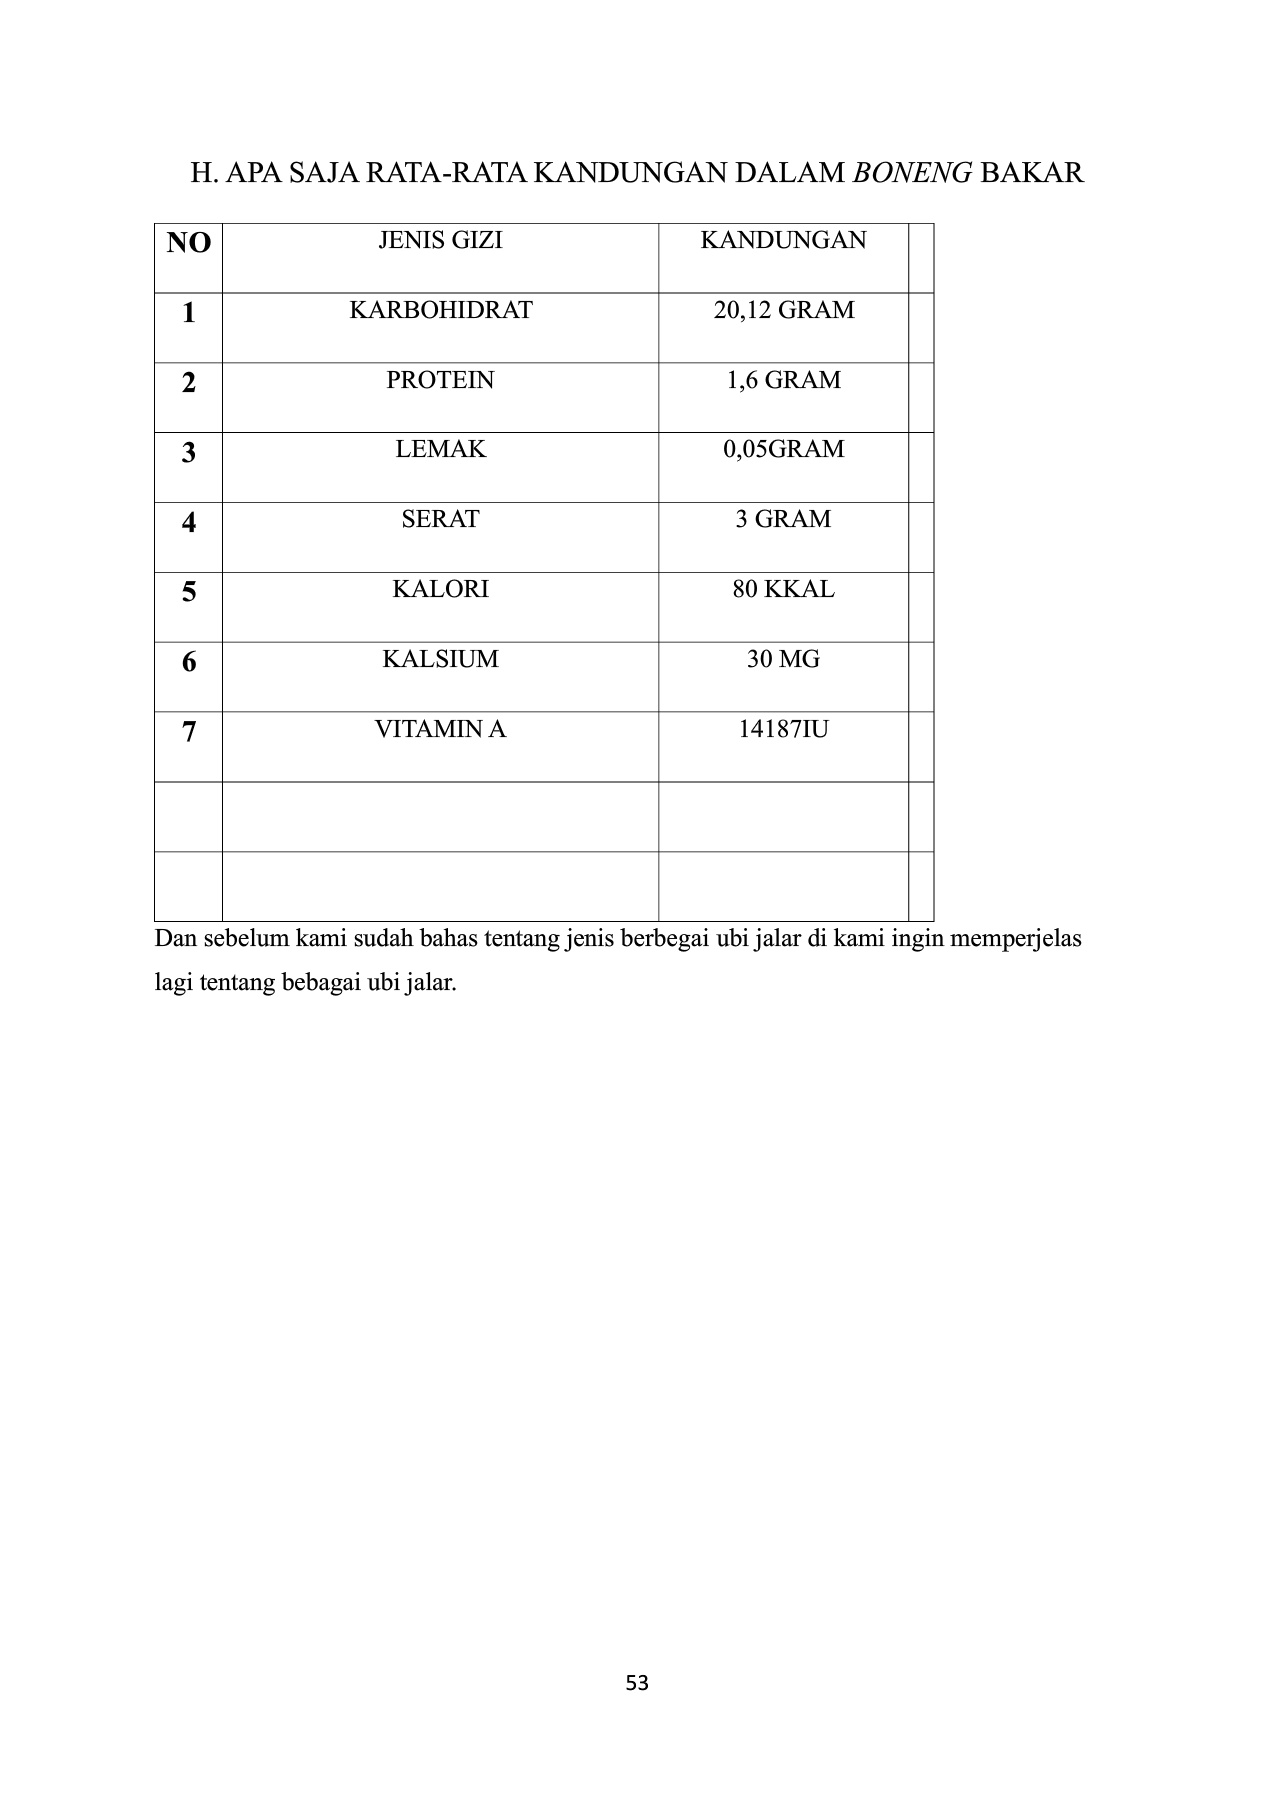 H. APA SAJA RATA-RATA KANDUNGAN DALAM BONENG BAKAR
NO JENIS GIZI KANDUNGAN
1 KARBOHIDRAT 20,12 GRAM
2 PROTEIN 1,6 GRAM
3 LEMAK 0,05GRAM
4 SERAT 3 GRAM
5 KALORI 80 KKAL
6 KALSIUM 30 MG
7 VITAMIN A 14187IU
Dan sebelum kami sudah bahas tentang jenis berbegai ubi jalar di kami ingin memperjelas
lagi tentang bebagai ubi jalar.
53